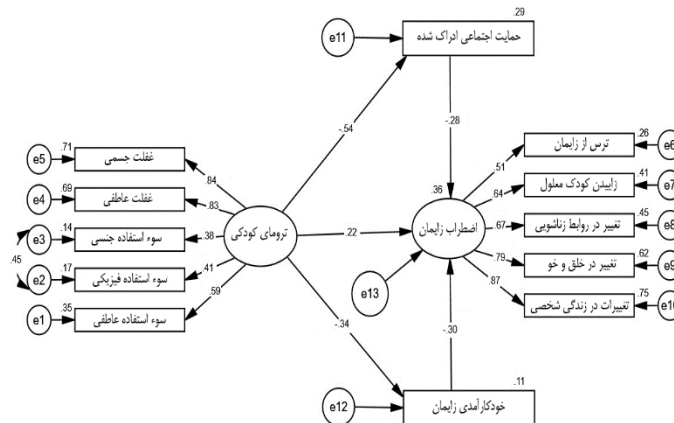 .29
حمایت اجتماعی ادراک شده
e11
-.54
-.28
.71
e5
غفلت جسمی
.84
.69
e4
غفلت عاطفی
.83
.14
e3
سوء استفاده جنسی
.38
.45
.17
e2
سوء استفاده فیزیکی
.41
.35
e1
سوء استفاده عاطفی
.59
ترومای کودکی
.22
.36
اضطراب زایمان
e13
.26
ترس از زایمان
e6
.51
.41
زاییدن کودک معلول
e7
.64
.45
تغییر در روابط زناشویی
e8
.67
.62
تغییر در خلق و خو
e9
.79
.75
تغییرات در زندگی شخصی
e10
.87
-.34
-.30
.11
خودکارآمدی زایمان
e12